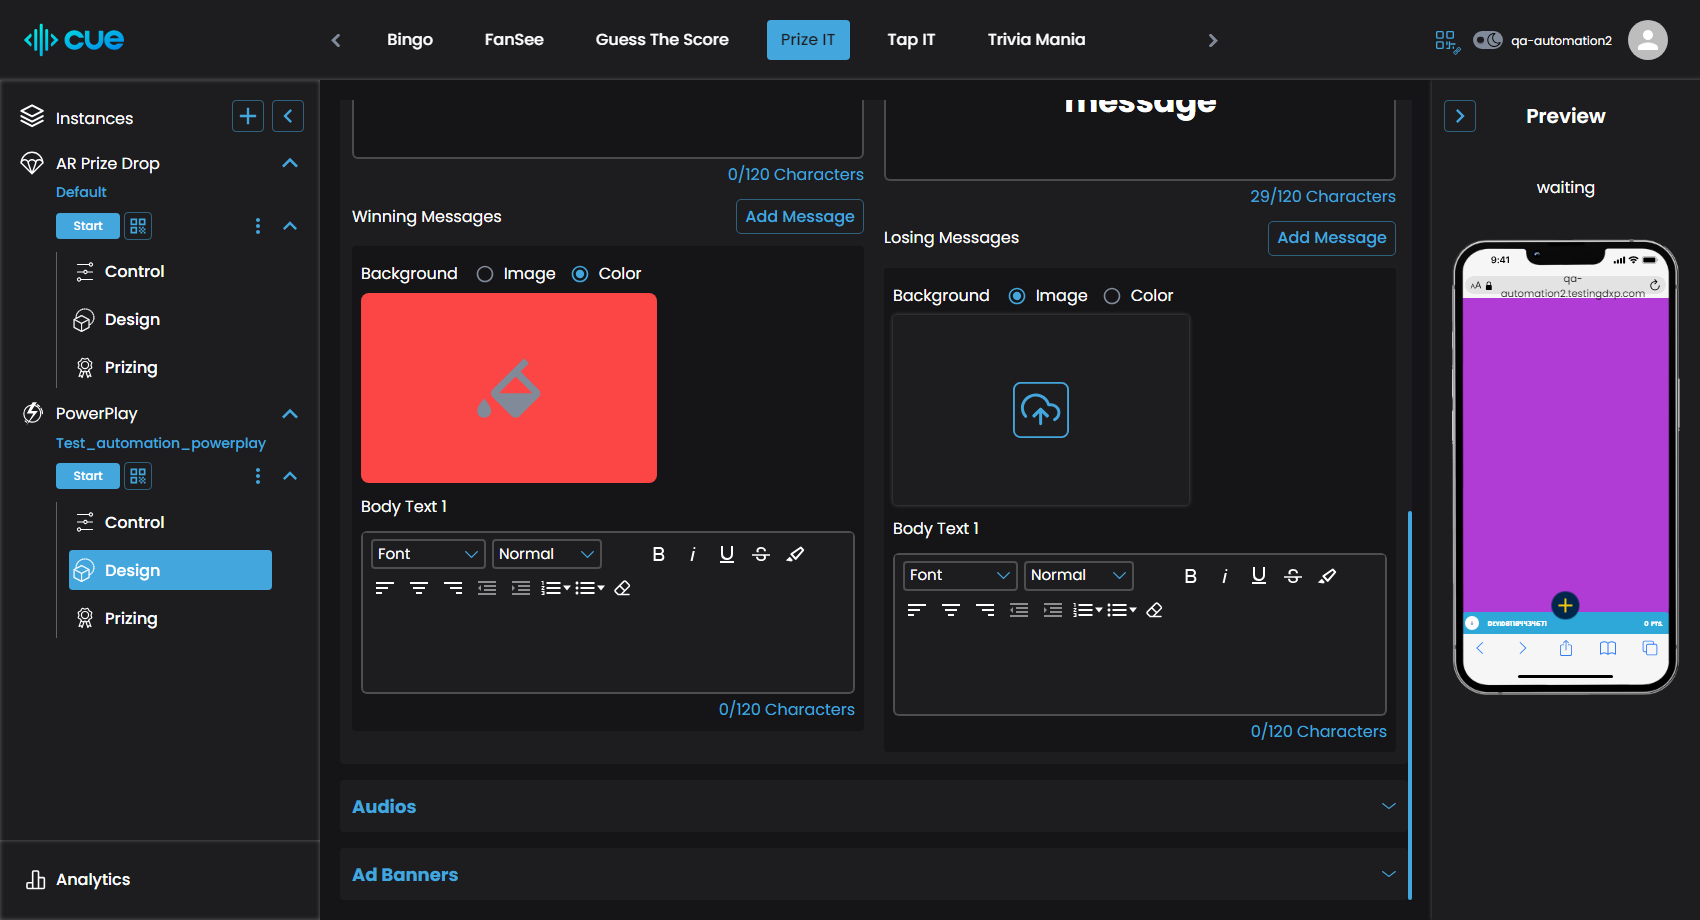 cue
Bingo
FanSee
Guess The Score
Prize IT
Tap IT
Trivia Mania
qa-automation2
Instances
AR Prize Drop
Default
Start
Control
Design
Prizing
PowerPlay
Test_automation_powerplay
Start
Control
Design
Prizing
Analytics
0/120 Characters
Winning Messages
Add Message
Background
Image
Color
Body Text 1
Font
Normal
B i U S
0/120 Characters
message
29/120 Characters
Losing Messages
Add Message
Background
Image
Color
Body Text 1
Font
Normal
B i U S
0/120 Characters
Audios
Ad Banners
Preview
waiting
9:41
AA
qa-
automation2.testingdxp.com
0 PTS.